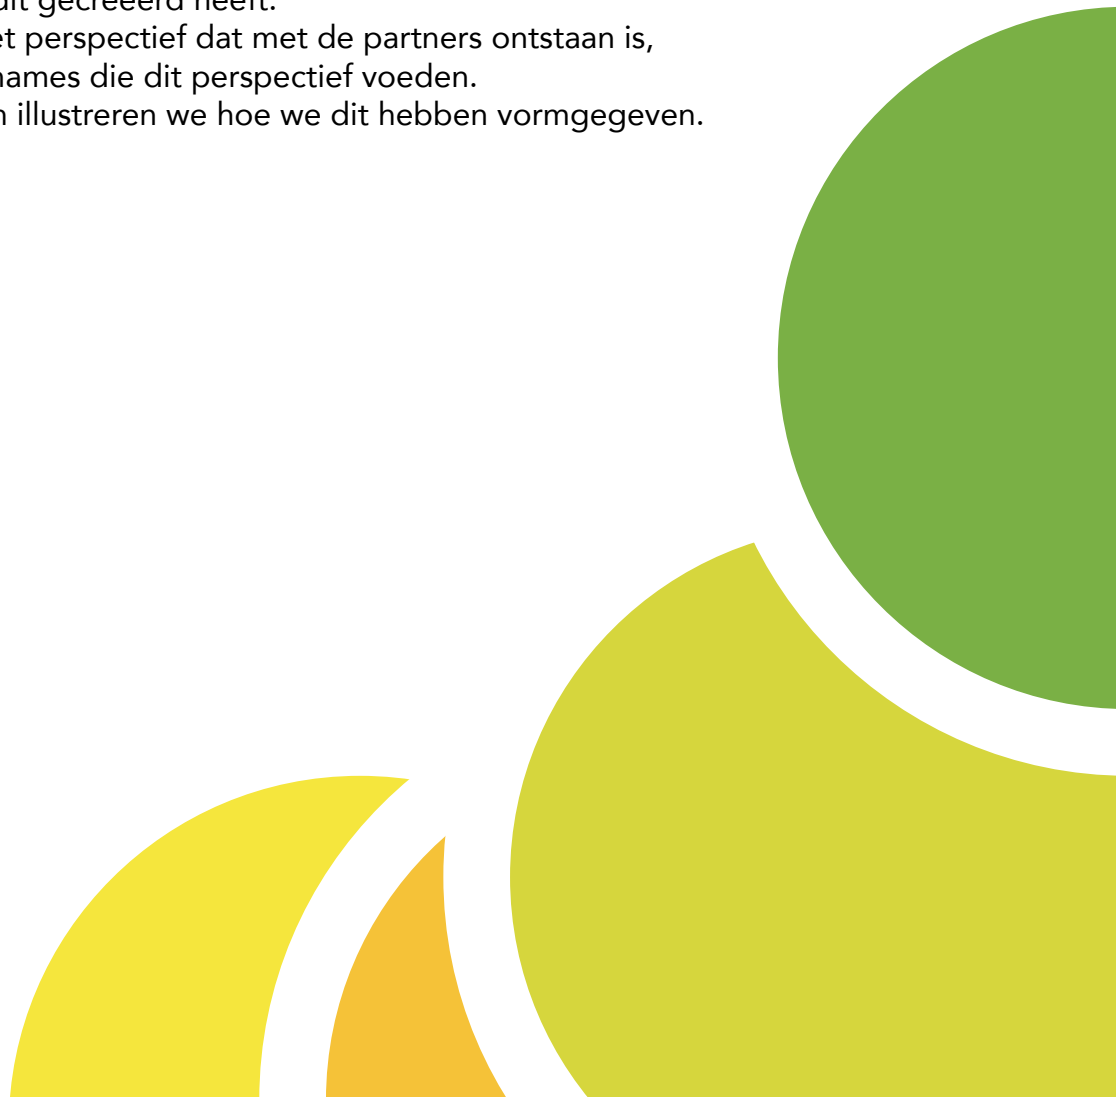 dit gecreëerd heeft.
et perspectief dat met de partners ontstaan is,
names die dit perspectief voeden.
n illustreren we hoe we dit hebben vormgegeven.